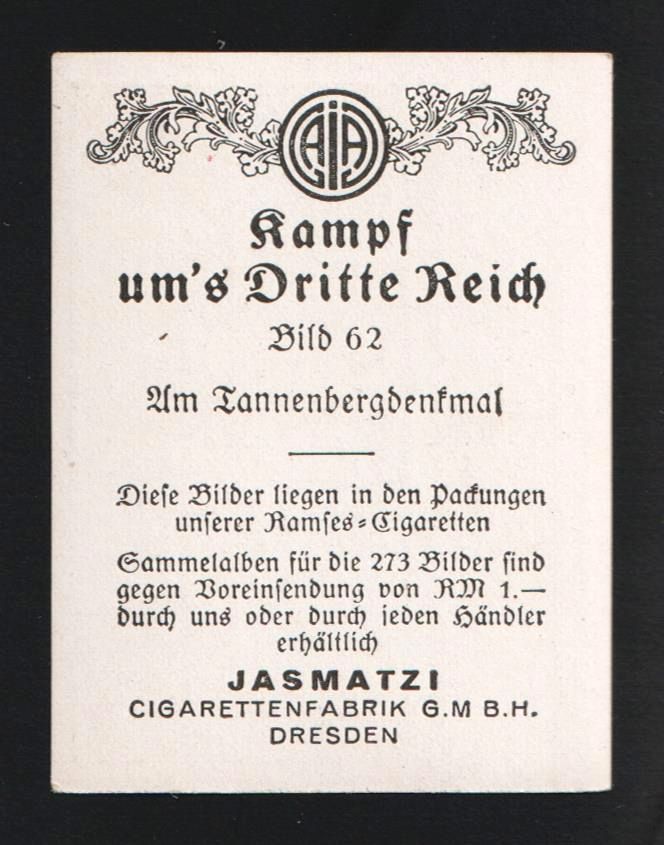 AiA
Kampf
um's Dritte Reich
Bild 62
Am Tannenbergdenkmal
Diese Bilder liegen in den Packungen
unserer Ramses=Cigaretten
Sammelalben für die 273 Bilder sind
gegen Voreinsendung von RM 1.—
durch uns oder durch jeden Händler
erhältlich
JASMATZI
CIGARETTENFABRIK G.M B.H.
DRESDEN